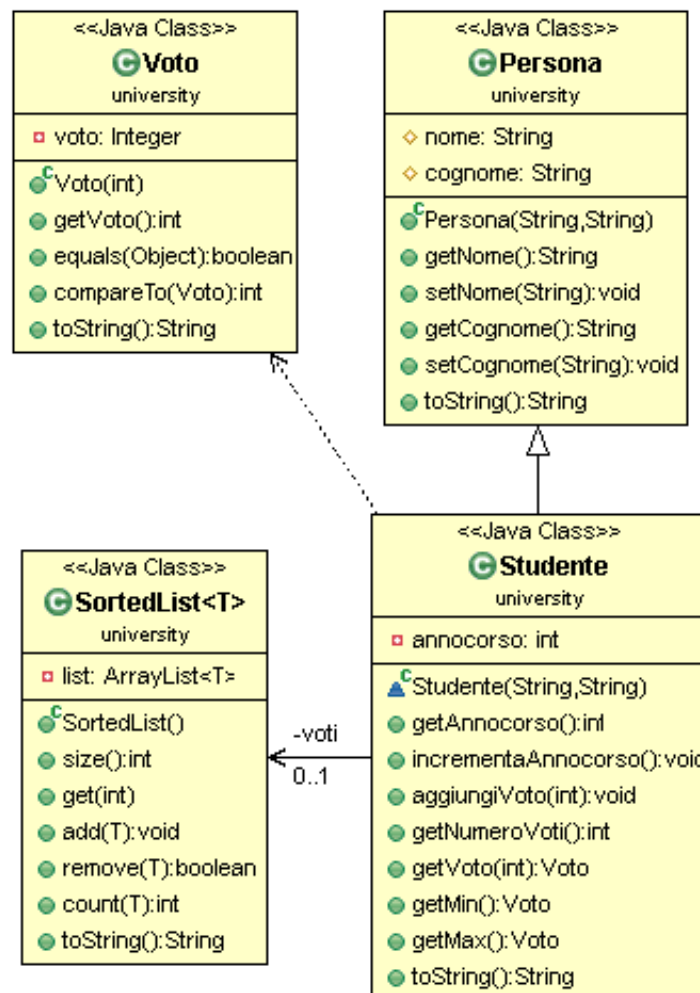 <<Java Class>>
Voto
university
voto: Integer
Voto(int)
getVoto():int
equals(Object):boolean
compareTo(Voto):int
toString():String
<<Java Class>>
Persona
university
nome: String
cognome: String
Persona(String,String)
getNome():String
setNome(String):void
getCognome():String
setCognome(String):void
toString():String
<<Java Class>>
SortedList<T>
university
list: ArrayList<T>
SortedList()
size():int
get(int)
add(T):void
remove(T):boolean
count(T):int
toString():String
-voti
0..1
<<Java Class>>
Studente
university
annocorso: int
Studente(String,String)
getAnnocorso():int
incrementaAnnocorso():void
aggiungiVoto(int):void
getNumeroVoti():int
getVoto(int):Voto
getMin():Voto
getMax():Voto
toString():String